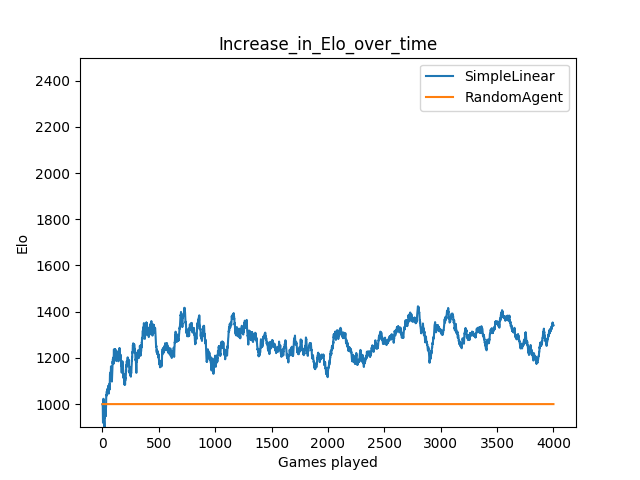 Increase_in_Elo_over_time
SimpleLinear
RandomAgent
Elo
2400
2200
2000
1800
1600
1400
1200
1000
0 500 1000 1500 2000 2500 3000 3500 4000
Games played